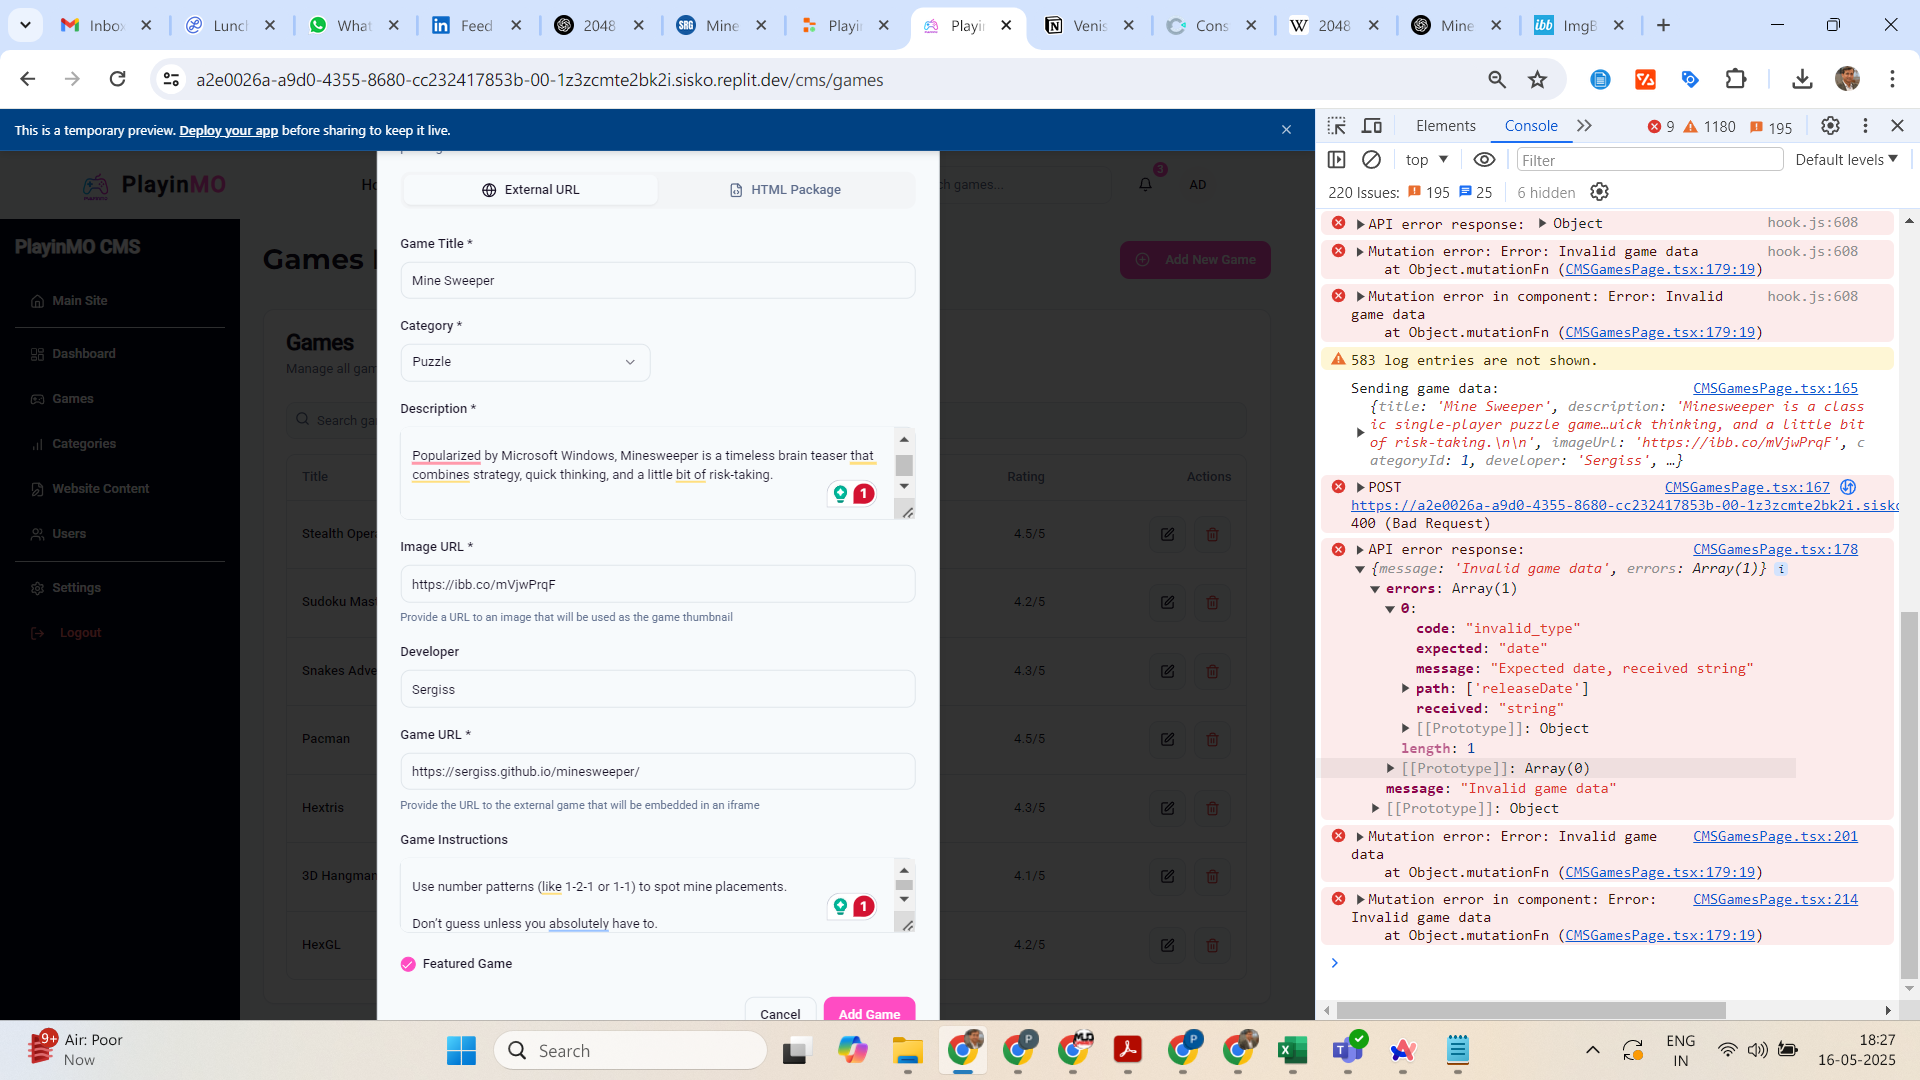 Inbo
Lunch
What
Feed
2048
Mine
Playin
Playin
Venis
Cons
2048
Mine
ImgB
a2e0026a-a9d0-4355-8680-cc232417853b-00-1z3zcmte2bk2i.sisko.replit.dev/cms/games
This is a temporary preview. Deploy your app before sharing to keep it live.
PlayinMO
Ho
ch games...
3
AD
PlayinMO CMS
Main Site
Dashboard
Games
Categories
Website Content
Users
Settings
Logout
Games
Add New Game
Games
Manage all gam
Search gam
Title
Rating
Actions
Stealth Opera
4.5/5
Sudoku Mast
4.2/5
Snakes Adve
4.3/5
Pacman
4.5/5
Hextris
4.3/5
3D Hangman
4.1/5
HexGL
4.2/5
External URL
HTML Package
Game Title *
Mine Sweeper
Category *
Puzzle
Description *
Popularized by Microsoft Windows, Minesweeper is a timeless brain teaser that
combines strategy, quick thinking, and a little bit of risk-taking.
1
Image URL *
https://ibb.co/mVjwPrqF
Provide a URL to an image that will be used as the game thumbnail
Developer
Sergiss
Game URL *
https://sergiss.github.io/minesweeper/
Provide the URL to the external game that will be embedded in an iframe
Game Instructions
Use number patterns (like 1-2-1 or 1-1) to spot mine placements.
Don't guess unless you absolutely have to.
1
Featured Game
Cancel
Add Game
Elements
Console
9
1180
195
top
Filter
Default levels
220 Issues: 195 25
6 hidden
API error response: Object hook.js:608
Mutation error: Error: Invalid game data hook.js:608
at Object.mutationFn (CMSGamesPage.tsx:179:19)
Mutation error in component: Error: Invalid hook.js:608
game data
at Object.mutationFn (CMSGamesPage.tsx:179:19)
583 log entries are not shown.
Sending game data: CMSGamesPage.tsx:165
{title: 'Mine Sweeper', description: 'Minesweeper is a class
ic single-player puzzle game…uick thinking, and a little bit
of risk-taking.\n\n', imageUrl: 'https://ibb.co/mVjwPrqF', c
ategoryId: 1, developer: 'Sergiss', …}
POST CMSGamesPage.tsx:167
https://a2e0026a-a9d0-4355-8680-cc232417853b-00-1z3zcmte2bk2i.sisko
400 (Bad Request)
API error response: CMSGamesPage.tsx:178
{message: 'Invalid game data', errors: Array(1)} i
errors: Array(1)
0:
code: "invalid_type"
expected: "date"
message: "Expected date, received string"
path: ['releaseDate']
received: "string"
[[Prototype]]: Object
length: 1
[[Prototype]]: Array(0)
message: "Invalid game data"
[[Prototype]]: Object
Mutation error: Error: Invalid game CMSGamesPage.tsx:201
data
at Object.mutationFn (CMSGamesPage.tsx:179:19)
Mutation error in component: Error: CMSGamesPage.tsx:214
Invalid game data
at Object.mutationFn (CMSGamesPage.tsx:179:19)
9+
Air: Poor
Now
Search
ENG
IN
18:27
16-05-2025